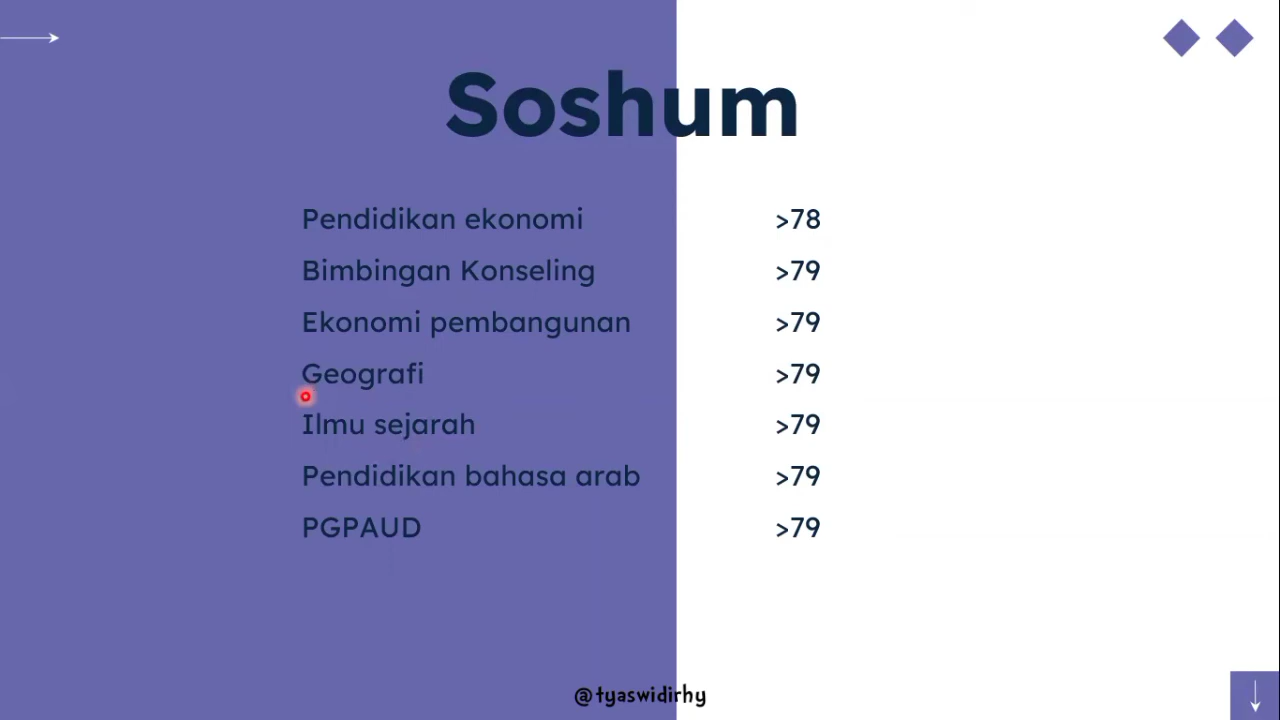 Soshum
Pendidikan ekonomi >78
Bimbingan Konseling >79
Ekonomi pembangunan >79
Geografi >79
Ilmu sejarah >79
Pendidikan bahasa arab >79
PGPAUD >79
@tyaswidirhy